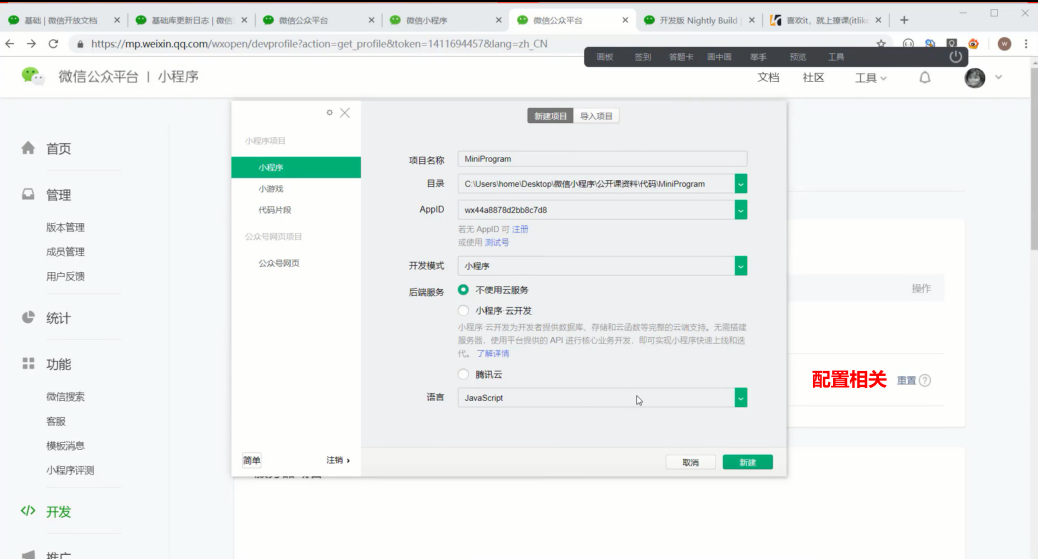 基础 | 微信开放文档
基础库更新日志 | 微信
微信公众平台
微信小程序
微信公众平台
开发版 Nightly Build
喜欢it，就上撩课(itlike
https://mp.weixin.qq.com/wxopen/devprofile?action=get_profile&token=1411694457&lang=zh_CN
画板 签到 答题卡 画中画 举手 预览 工具
微信公众平台 | 小程序
文档 社区 工具
首页
管理
版本管理
成员管理
用户反馈
统计
功能
微信搜索
客服
模板消息
小程序评测
开发
推广
小程序项目
小程序
小游戏
代码片段
公众号网页项目
公众号网页
简单
注销
新建项目 导入项目
项目名称 MiniProgram
目录 C:\Users\home\Desktop\微信小程序\公开课资料\代码\MiniProgram
AppID wx44a8878d2bb8c7d8
若无 AppID 可 注册
或使用 测试号
开发模式 小程序
后端服务 不使用云服务
小程序·云开发
小程序·云开发为开发者提供数据库、存储和云函数等完整的云端支持。无需搭建
服务器，使用平台提供的 API 进行核心业务开发，即可实现小程序快速上线和迭
代。 了解详情
腾讯云
语言 JavaScript
取消 新建
操作
配置相关 重置 ?